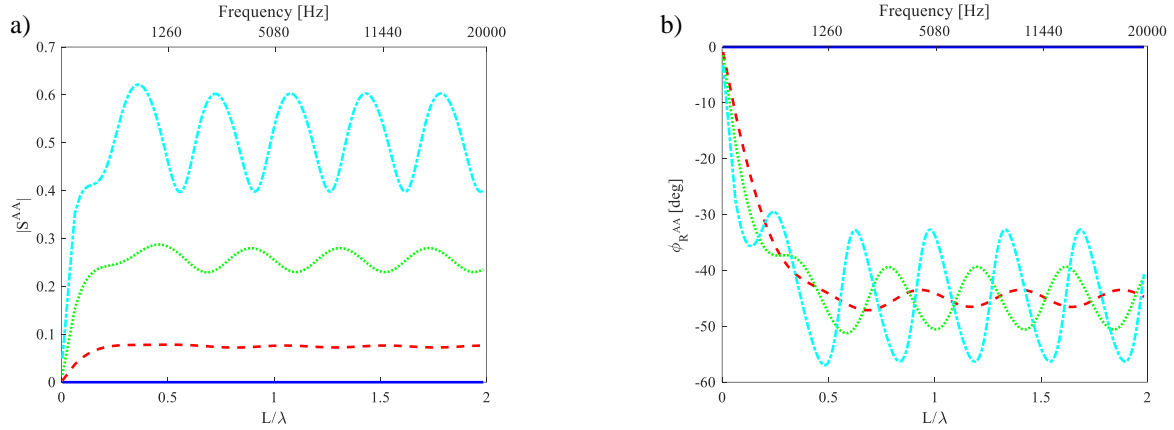 a)
Frequency [Hz]
1260 5080 11440 20000
0.7
0.6
0.5
0.4
0.3
0.2
0.1
0
|S^AA|
0 0.5 1 1.5 2
L/λ
b)
Frequency [Hz]
1260 5080 11440 20000
0
-10
-20
-30
-40
-50
-60
ϕ_R^AA [deg]
0 0.5 1 1.5 2
L/λ